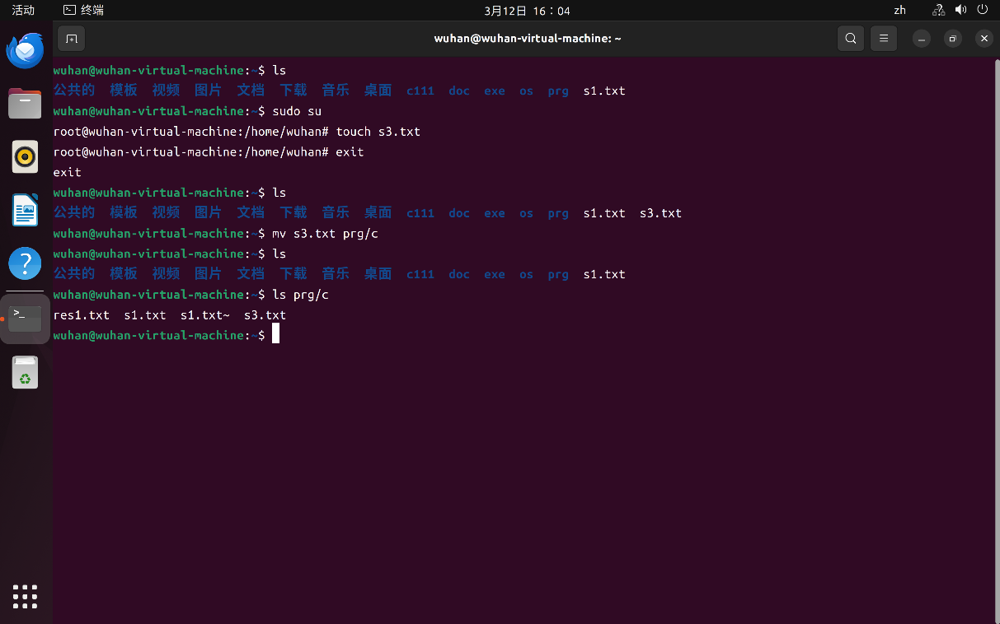 活动 终端 3月12日 16：04 zh
wuhan@wuhan-virtual-machine: ~
wuhan@wuhan-virtual-machine:~$ ls
公共的 模板 视频 图片 文档 下载 音乐 桌面 c111 doc exe os prg s1.txt
wuhan@wuhan-virtual-machine:~$ sudo su
root@wuhan-virtual-machine:/home/wuhan# touch s3.txt
root@wuhan-virtual-machine:/home/wuhan# exit
exit
wuhan@wuhan-virtual-machine:~$ ls
公共的 模板 视频 图片 文档 下载 音乐 桌面 c111 doc exe os prg s1.txt s3.txt
wuhan@wuhan-virtual-machine:~$ mv s3.txt prg/c
wuhan@wuhan-virtual-machine:~$ ls
公共的 模板 视频 图片 文档 下载 音乐 桌面 c111 doc exe os prg s1.txt
wuhan@wuhan-virtual-machine:~$ ls prg/c
res1.txt s1.txt s1.txt~ s3.txt
wuhan@wuhan-virtual-machine:~$